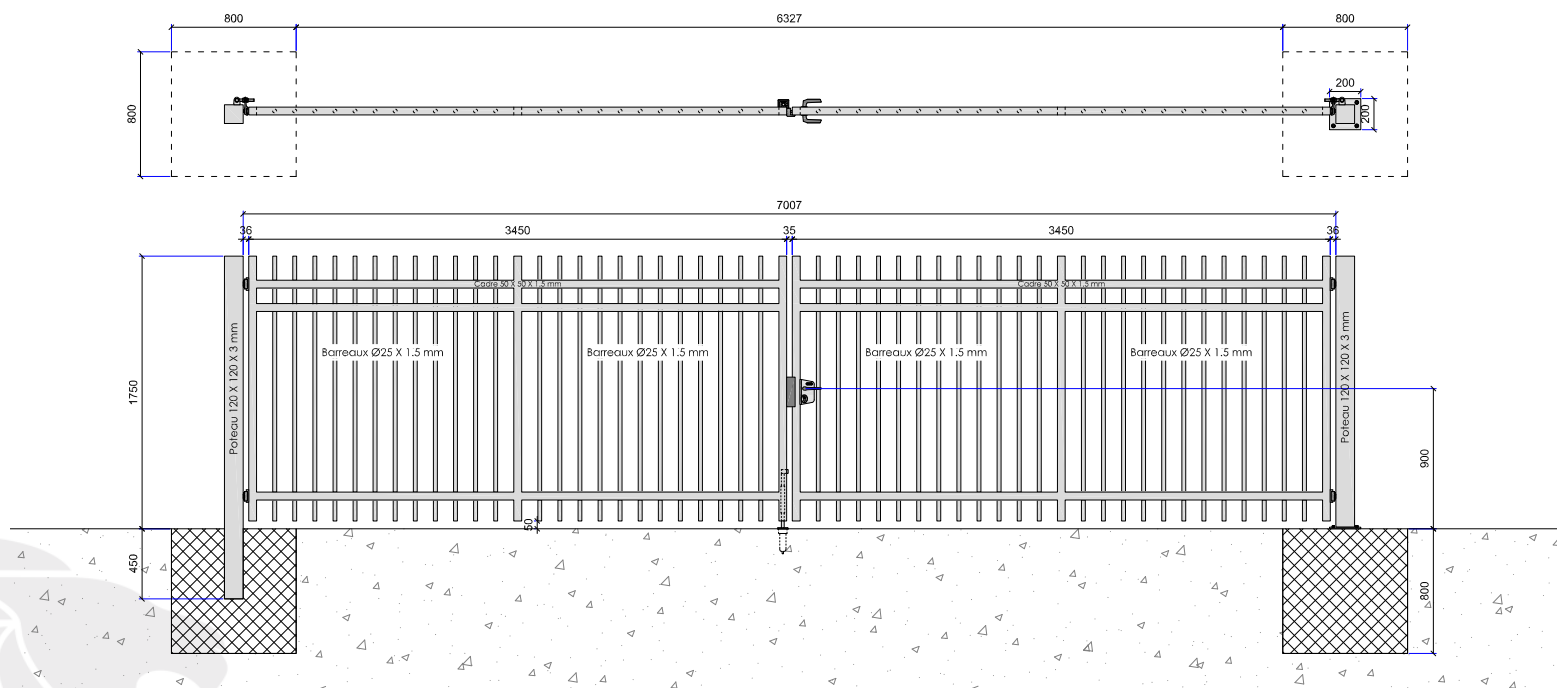 800
6327
800
800
200
200
7007
36
3450
35
3450
36
Cadre 50 X 50 X 1.5 mm
Cadre 50 X 50 X 1.5 mm
Barreaux Ø25 X 1.5 mm
Barreaux Ø25 X 1.5 mm
Barreaux Ø25 X 1.5 mm
Barreaux Ø25 X 1.5 mm
Poteau 120 X 120 X 3 mm
Poteau 120 X 120 X 3 mm
1750
900
50
450
800